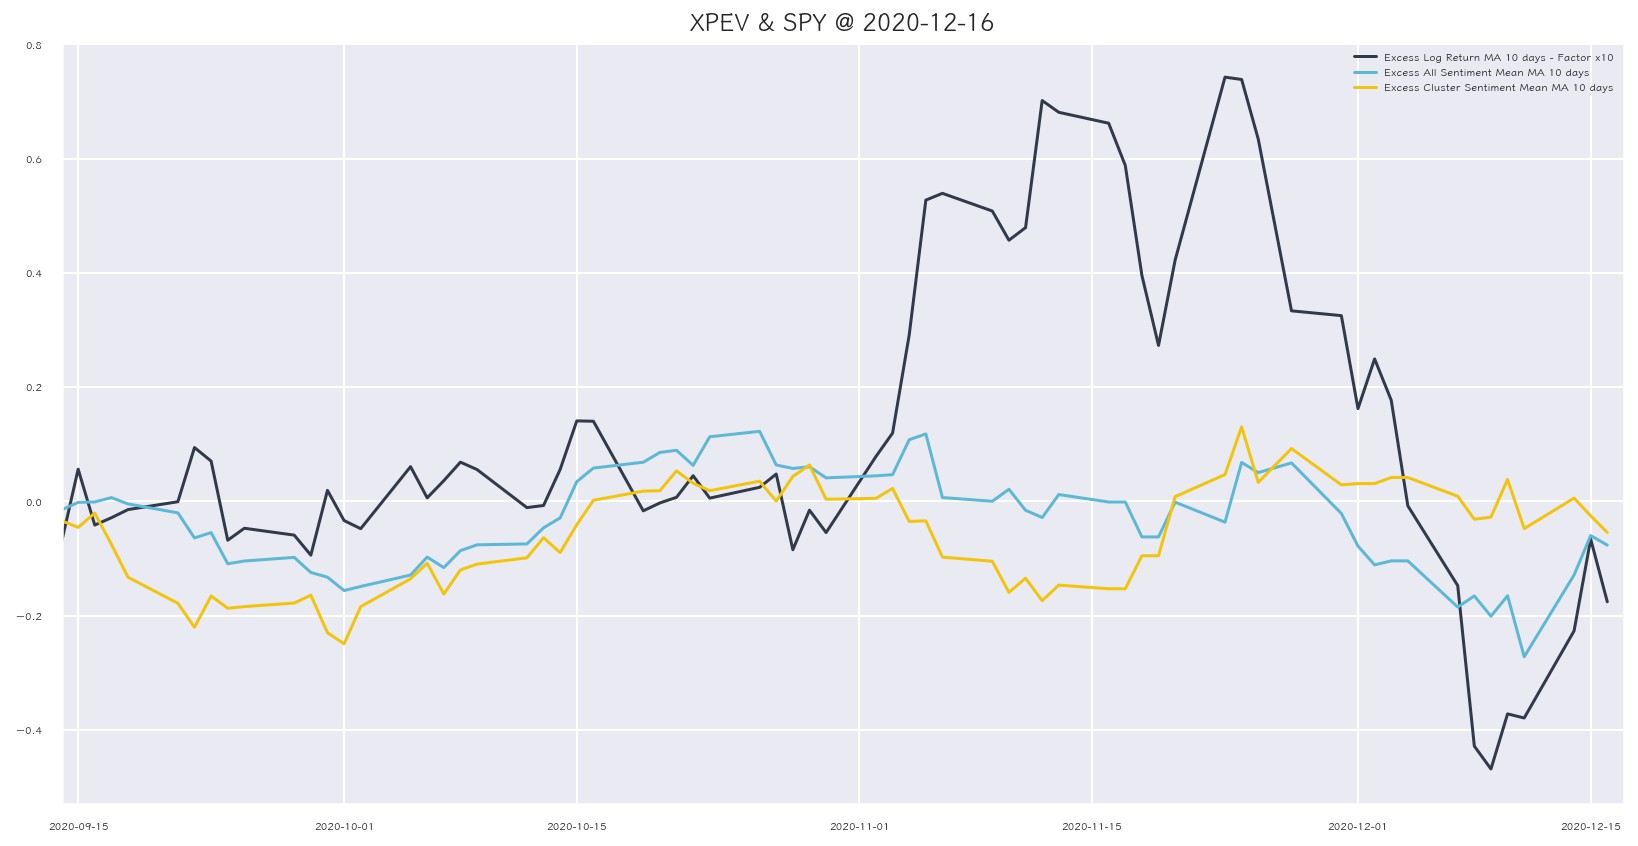 XPEV & SPY @ 2020-12-16
0.8
0.6
0.4
0.2
0.0
−0.2
−0.4
Excess Log Return MA 10 days - Factor x10
Excess All Sentiment Mean MA 10 days
Excess Cluster Sentiment Mean MA 10 days
2020-09-15 2020-10-01 2020-10-15 2020-11-01 2020-11-15 2020-12-01 2020-12-15